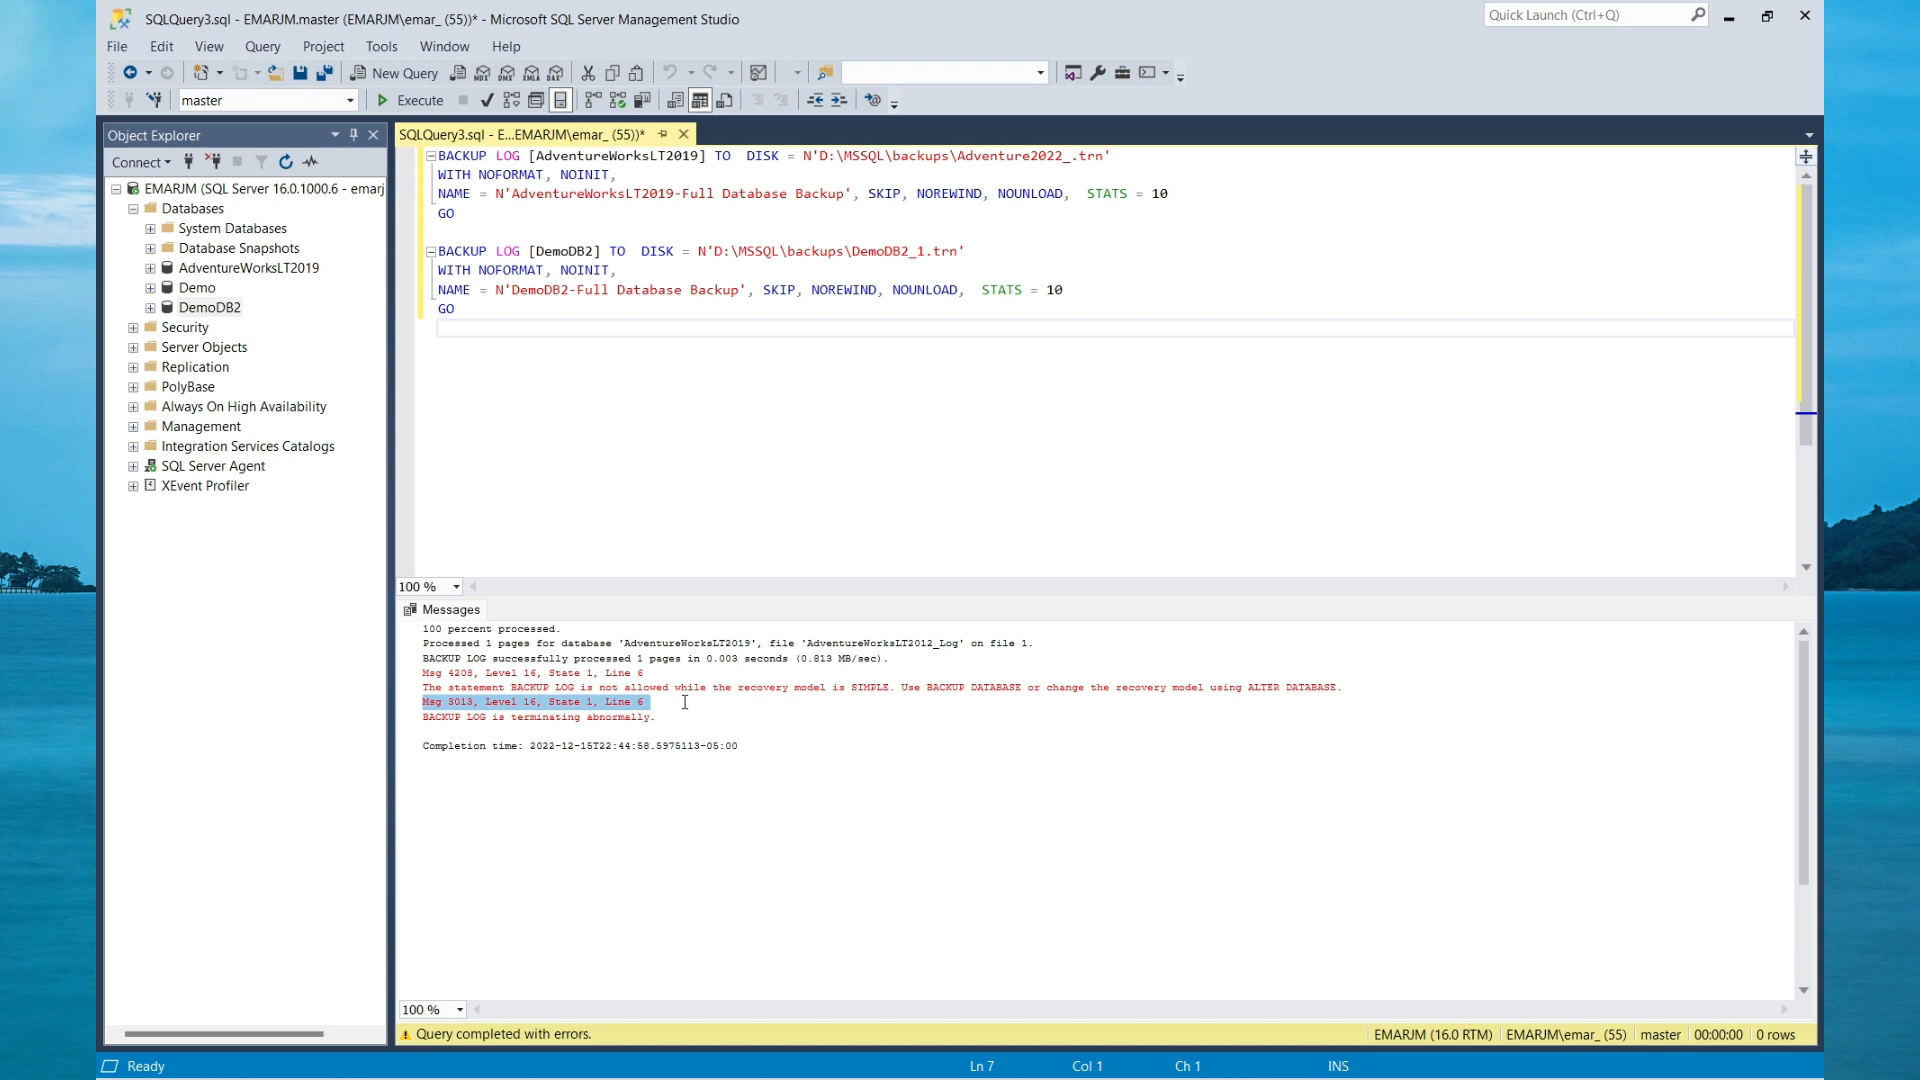 SQLQuery3.sql - EMARJM.master (EMARJM\emar_ (55))* - Microsoft SQL Server Management Studio
Quick Launch (Ctrl+Q)
File Edit View Query Project Tools Window Help
New Query
MDX DMX XMLA DAX
master
Execute
Object Explorer
SQLQuery3.sql - E...EMARJM\emar_ (55))*
Connect
EMARJM (SQL Server 16.0.1000.6 - emarj
Databases
System Databases
Database Snapshots
AdventureWorksLT2019
Demo
DemoDB2
Security
Server Objects
Replication
PolyBase
Always On High Availability
Management
Integration Services Catalogs
SQL Server Agent
XEvent Profiler
BACKUP LOG [AdventureWorksLT2019] TO  DISK = N'D:\MSSQL\backups\Adventure2022_.trn'
WITH NOFORMAT, NOINIT,
NAME = N'AdventureWorksLT2019-Full Database Backup', SKIP, NOREWIND, NOUNLOAD,  STATS = 10
GO
BACKUP LOG [DemoDB2] TO  DISK = N'D:\MSSQL\backups\DemoDB2_1.trn'
WITH NOFORMAT, NOINIT,
NAME = N'DemoDB2-Full Database Backup', SKIP, NOREWIND, NOUNLOAD,  STATS = 10
GO
100 %
Messages
100 percent processed.
Processed 1 pages for database 'AdventureWorksLT2019', file 'AdventureWorksLT2012_Log' on file 1.
BACKUP LOG successfully processed 1 pages in 0.003 seconds (0.813 MB/sec).
Msg 4208, Level 16, State 1, Line 6
The statement BACKUP LOG is not allowed while the recovery model is SIMPLE. Use BACKUP DATABASE or change the recovery model using ALTER DATABASE.
Msg 3013, Level 16, State 1, Line 6
BACKUP LOG is terminating abnormally.
Completion time: 2022-12-15T22:44:58.5975113-05:00
100 %
Query completed with errors.
EMARJM (16.0 RTM) EMARJM\emar_ (55) master 00:00:00 0 rows
Ready
Ln 7 Col 1 Ch 1 INS